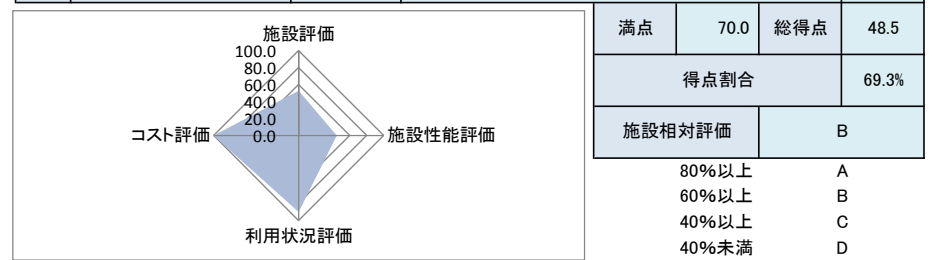 施設評価
100.0
80.0
60.0
40.0
20.0
0.0
コスト評価
施設性能評価
利用状況評価
満点 70.0 総得点 48.5
得点割合 69.3%
施設相対評価 B
80%以上 A
60%以上 B
40%以上 C
40%未満 D